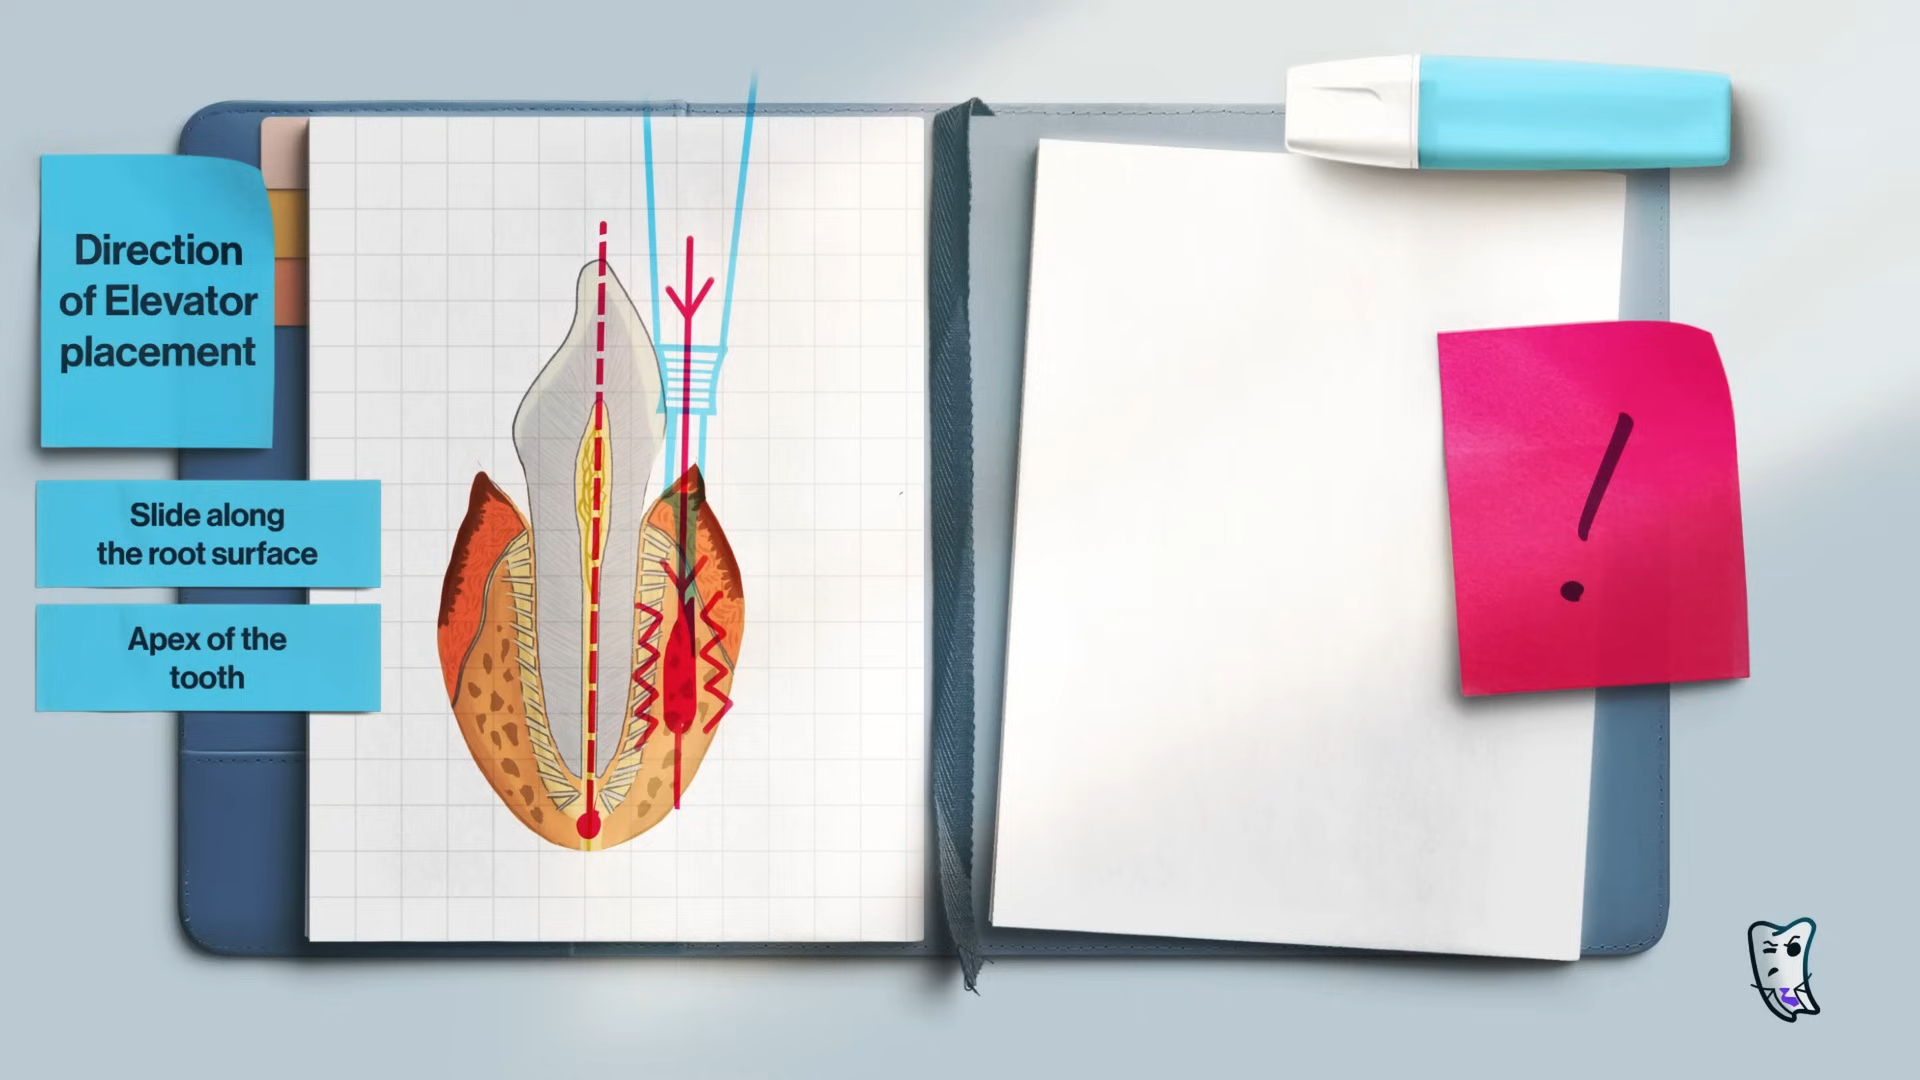 Direction
of Elevator
placement
Slide along
the root surface
Apex of the
tooth
!